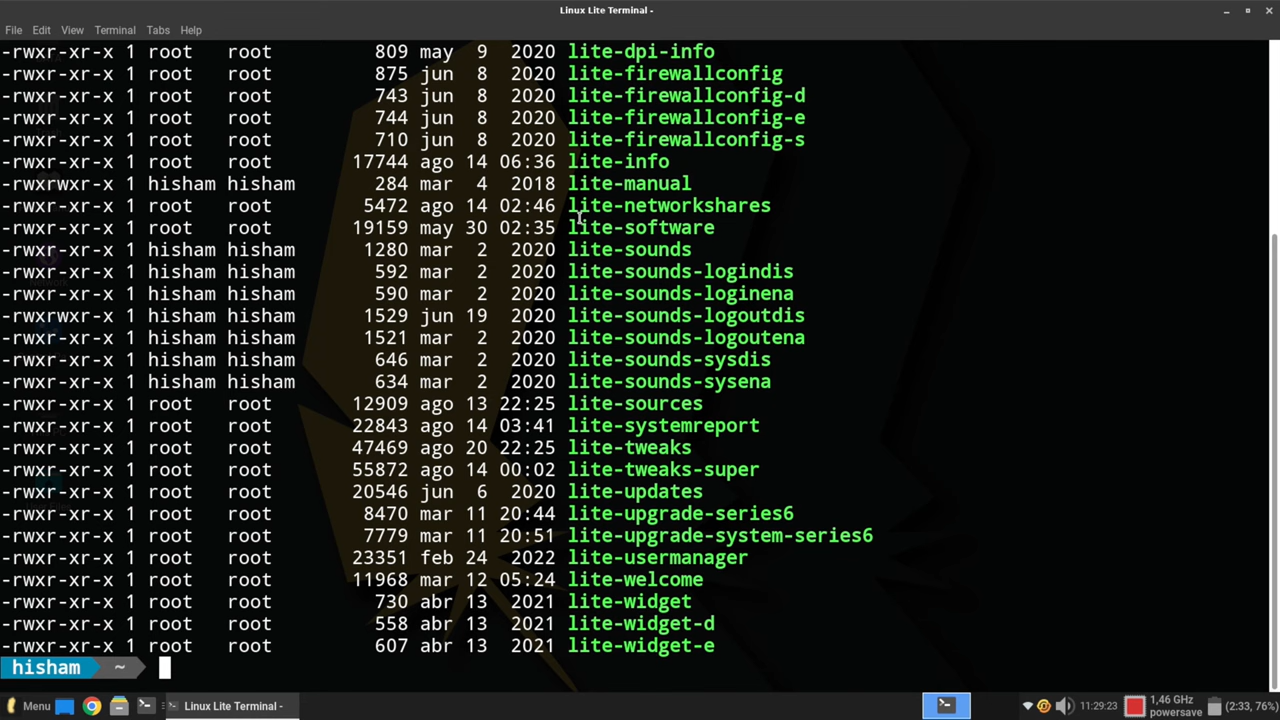 Linux Lite Terminal -
File Edit View Terminal Tabs Help
-rwxr-xr-x 1 root   root     809 may  9  2020 lite-dpi-info
-rwxr-xr-x 1 root   root     875 jun  8  2020 lite-firewallconfig
-rwxr-xr-x 1 root   root     743 jun  8  2020 lite-firewallconfig-d
-rwxr-xr-x 1 root   root     744 jun  8  2020 lite-firewallconfig-e
-rwxr-xr-x 1 root   root     710 jun  8  2020 lite-firewallconfig-s
-rwxr-xr-x 1 root   root   17744 ago 14 06:36 lite-info
-rwxrwxr-x 1 hisham hisham   284 mar  4  2018 lite-manual
-rwxr-xr-x 1 root   root    5472 ago 14 02:46 lite-networkshares
-rwxr-xr-x 1 root   root   19159 may 30 02:35 lite-software
-rwxr-xr-x 1 hisham hisham  1280 mar  2  2020 lite-sounds
-rwxr-xr-x 1 hisham hisham   592 mar  2  2020 lite-sounds-logindis
-rwxr-xr-x 1 hisham hisham   590 mar  2  2020 lite-sounds-loginena
-rwxrwxr-x 1 hisham hisham  1529 jun 19  2020 lite-sounds-logoutdis
-rwxr-xr-x 1 hisham hisham  1521 mar  2  2020 lite-sounds-logoutena
-rwxr-xr-x 1 hisham hisham   646 mar  2  2020 lite-sounds-sysdis
-rwxr-xr-x 1 hisham hisham   634 mar  2  2020 lite-sounds-sysena
-rwxr-xr-x 1 root   root   12909 ago 13 22:25 lite-sources
-rwxr-xr-x 1 root   root   22843 ago 14 03:41 lite-systemreport
-rwxr-xr-x 1 root   root   47469 ago 20 22:25 lite-tweaks
-rwxr-xr-x 1 root   root   55872 ago 14 00:02 lite-tweaks-super
-rwxr-xr-x 1 root   root   20546 jun  6  2020 lite-updates
-rwxr-xr-x 1 root   root    8470 mar 11 20:44 lite-upgrade-series6
-rwxr-xr-x 1 root   root    7779 mar 11 20:51 lite-upgrade-system-series6
-rwxr-xr-x 1 root   root   23351 feb 24  2022 lite-usermanager
-rwxr-xr-x 1 root   root   11968 mar 12 05:24 lite-welcome
-rwxr-xr-x 1 root   root     730 abr 13  2021 lite-widget
-rwxr-xr-x 1 root   root     558 abr 13  2021 lite-widget-d
-rwxr-xr-x 1 root   root     607 abr 13  2021 lite-widget-e
hisham ~
Menu Linux Lite Terminal - 11:29:23 1,46 GHz powersave (2:33, 76%)